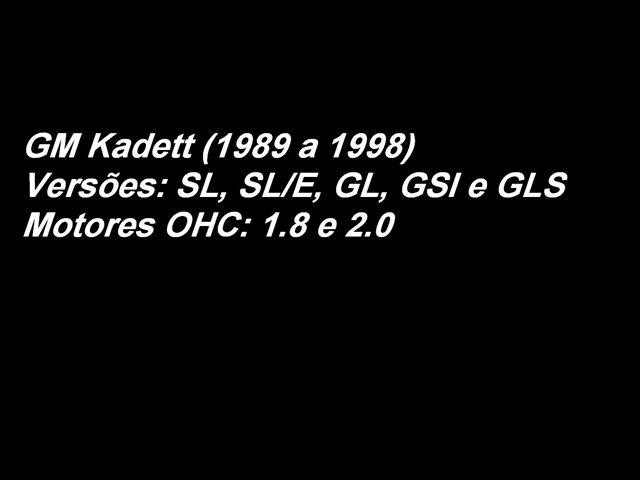 GM Kadett (1989 a 1998)
Versões: SL, SL/E, GL, GSI e GLS
Motores OHC: 1.8 e 2.0